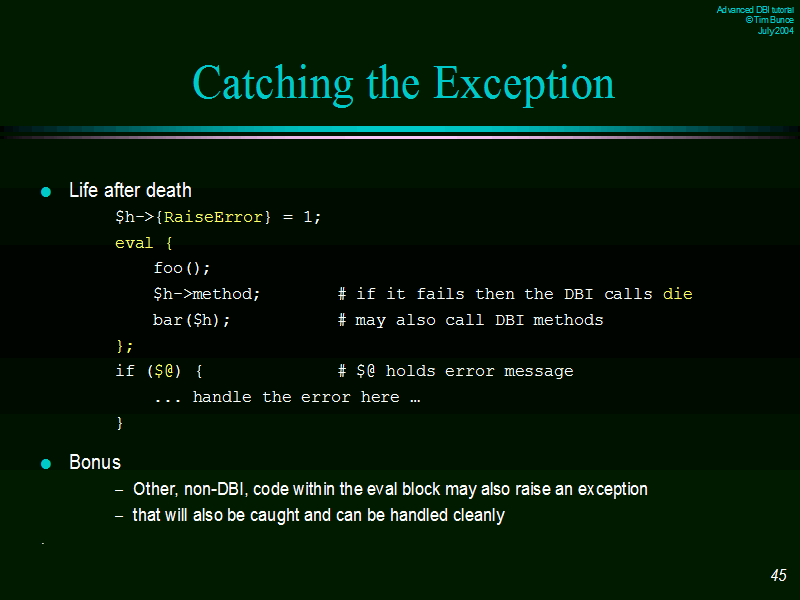 Advanced DBI tutorial
© Tim Bunce
July 2004
Catching the Exception
● Life after death
$h->{RaiseError} = 1;
eval {
foo();
$h->method; # if it fails then the DBI calls die
bar($h); # may also call DBI methods
};
if ($@) { # $@ holds error message
... handle the error here …
}
● Bonus
– Other, non-DBI, code within the eval block may also raise an exception
– that will also be caught and can be handled cleanly
.
45